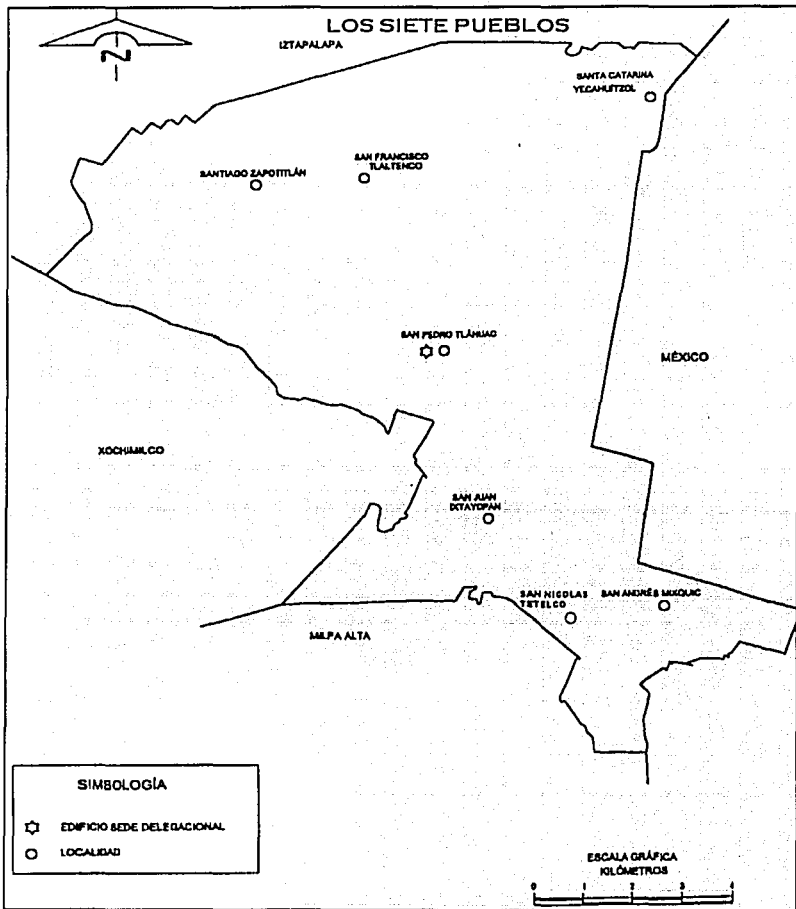 LOS SIETE PUEBLOS
IZTAPALAPA
N
SANTA CATARINA
YECAHUITZOL
SAN FRANCISCO
TLALTENCO
SANTIAGO ZAPOTITLÁN
SAN PEDRO TLÁHUAC
MÉXICO
XOCHIMILCO
SAN JUAN
IXTAYOPAN
SAN NICOLAS
TETELCO
SAN ANDRÉS MIXQUIC
MILPA ALTA
SIMBOLOGÍA
EDIFICIO SEDE DELEGACIONAL
LOCALIDAD
ESCALA GRÁFICA
KILÓMETROS
0 1 2 3 4